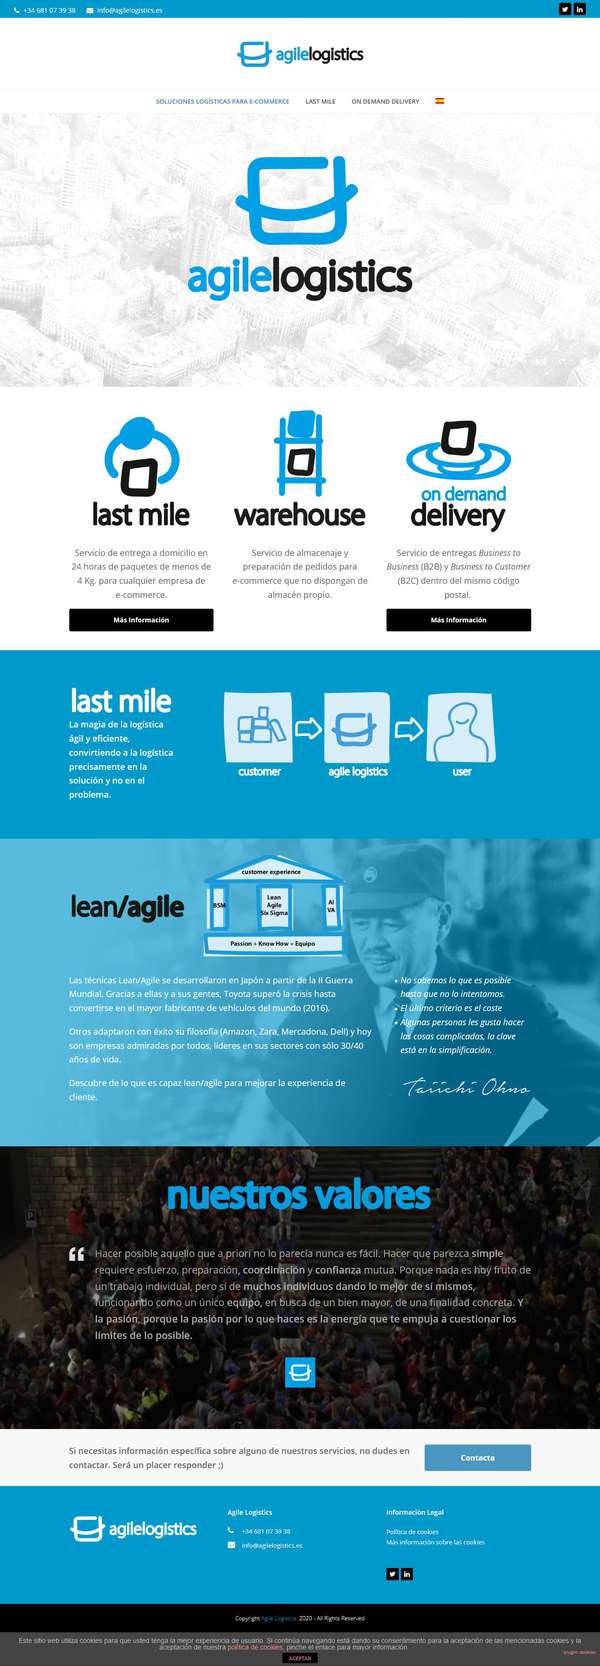 +34 681 07 39 38 info@agilelogistics.es
agilelogistics
SOLUCIONES LOGÍSTICAS PARA E-COMMERCE LAST MILE ON DEMAND DELIVERY
agilelogistics
last mile
Servicio de entrega a domicilio en
24 horas de paquetes de menos de
4 Kg. para cualquier empresa de
e-commerce.
Más Información
warehouse
Servicio de almacenaje y
preparación de pedidos para
e-commerce que no dispongan de
almacén propio.
on demand
delivery
Servicio de entregas Business to
Business (B2B) y Business to Customer
(B2C) dentro del mismo código
postal.
Más Información
last mile
La magia de la logística
ágil y eficiente,
convirtiendo a la logística
precisamente en la
solución y no en el
problema.
customer agile logistics user
lean/agile
customer experience
BSM
Lean
Agile
Six Sigma
AI
VA
Passion + Know How + Equipo
Las técnicas Lean/Agile se desarrollaron en Japón a partir de la II Guerra
Mundial. Gracias a ellas y a sus gentes, Toyota superó la crisis hasta
convertirse en el mayor fabricante de vehículos del mundo (2016).
Otros adaptaron con éxito su filosofía (Amazon, Zara, Mercadona, Dell) y hoy
son empresas admiradas por todos, líderes en sus sectores con sólo 30/40
años de vida.
Descubre de lo que es capaz lean/agile para mejorar la experiencia de
cliente.
No sabemos lo que es posible
hasta que no lo intentamos.
El último criterio es el coste
Algunas personas les gusta hacer
las cosas complicadas, la clave
está en la simplificación.
Taiichi Ohno
P
nuestros valores
Hacer posible aquello que a priori no lo parecía nunca es fácil. Hacer que parezca simple
requiere esfuerzo, preparación, coordinación y confianza mutua. Porque nada es hoy fruto de
un trabajo individual, pero sí de muchos individuos dando lo mejor de sí mismos,
funcionando como un único equipo, en busca de un bien mayor, de una finalidad concreta. Y
la pasión, porque la pasión por lo que haces es la energía que te empuja a cuestionar los
límites de lo posible.
Si necesitas información específica sobre alguno de nuestros servicios, no dudes en
contactar. Será un placer responder ;)
Contacta
agilelogistics
Agile Logistics
+34 681 07 39 38
info@agilelogistics.es
Información Legal
Política de cookies
Más información sobre las cookies
Copyright Agile Logistics. 2020 - All Rights Reserved
Este sitio web utiliza cookies para que usted tenga la mejor experiencia de usuario. Si continúa navegando está dando su consentimiento para la aceptación de las mencionadas cookies y la
aceptación de nuestra política de cookies, pinche el enlace para mayor información.
plugin cookies
ACEPTAR